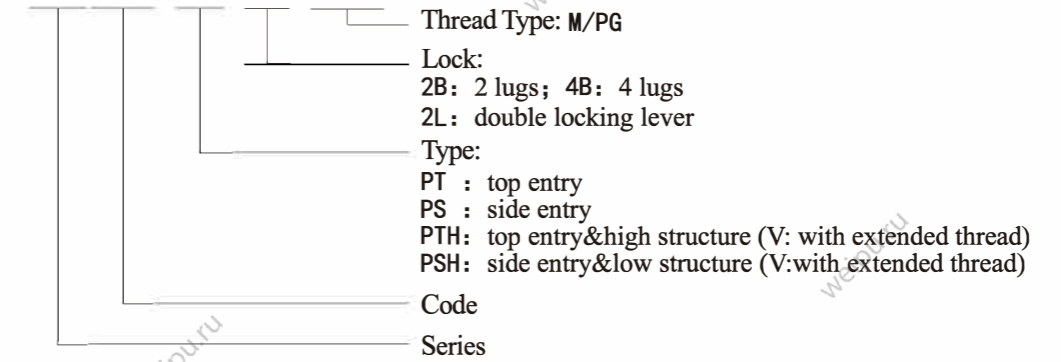 Thread Type: M/PG
Lock:
2B: 2 lugs; 4B: 4 lugs
2L: double locking lever
Type:
PT : top entry
PS : side entry
PTH: top entry&high structure (V: with extended thread)
PSH: side entry&low structure (V:with extended thread)
weipu.ru
Code
Series